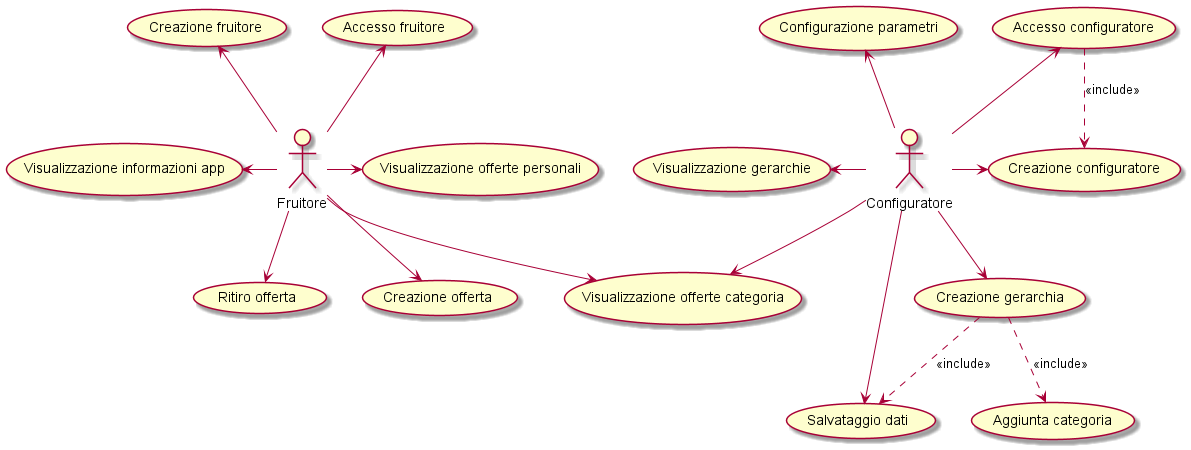 Creazione fruitore
Accesso fruitore
Configurazione parametri
Accesso configuratore
«include»
Visualizzazione informazioni app
Visualizzazione offerte personali
Visualizzazione gerarchie
Creazione configuratore
Fruitore
Configuratore
Ritiro offerta
Creazione offerta
Visualizzazione offerte categoria
Creazione gerarchia
«include»
«include»
Salvataggio dati
Aggiunta categoria